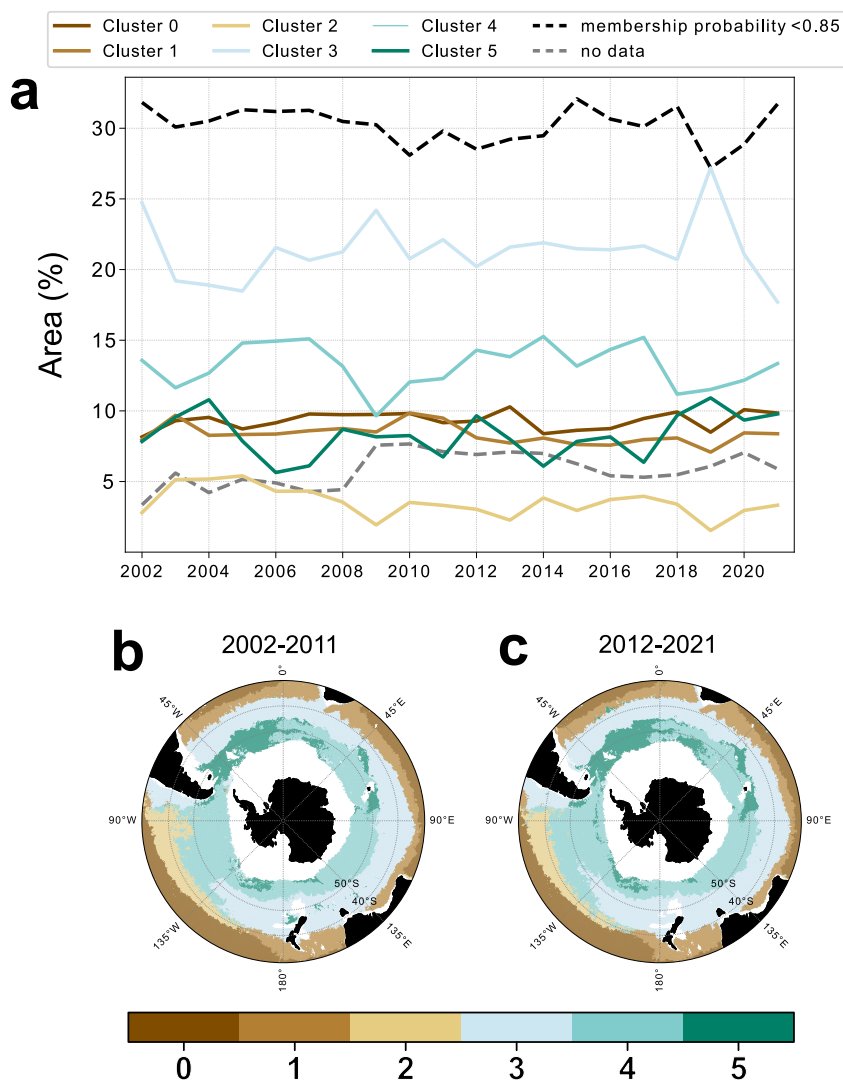 Cluster 0 Cluster 2 Cluster 4 membership probability <0.85
Cluster 1 Cluster 3 Cluster 5 no data
a
Area (%)
30
25
20
15
10
5
2002 2004 2006 2008 2010 2012 2014 2016 2018 2020
b
2002-2011
0°
45°W
45°E
90°W
90°E
50°S
40°S
135°W
135°E
180°
c
2012-2021
0°
45°W
45°E
90°W
90°E
50°S
40°S
135°W
135°E
180°
0 1 2 3 4 5